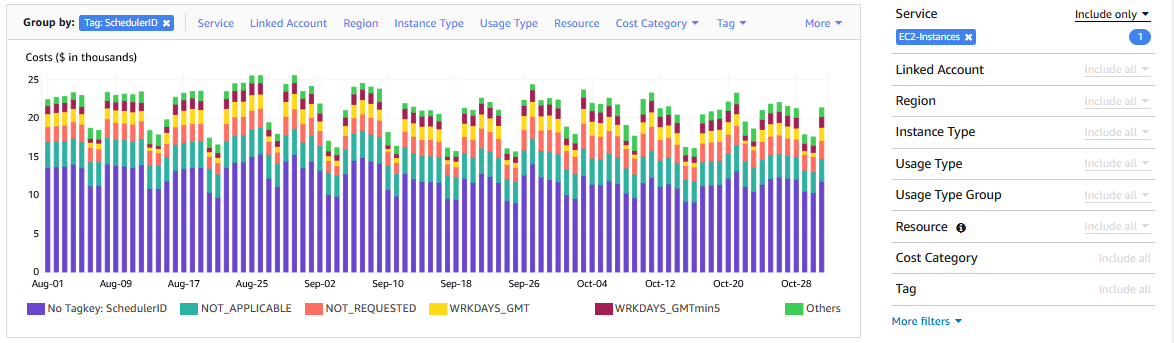 Group by: Tag: SchedulerID ✖ Service Linked Account Region Instance Type Usage Type Resource Cost Category Tag More
Costs ($ in thousands)
25
20
15
10
5
0
Aug-01 Aug-09 Aug-17 Aug-25 Sep-02 Sep-10 Sep-18 Sep-26 Oct-04 Oct-12 Oct-20 Oct-28
No Tagkey: SchedulerID NOT_APPLICABLE NOT_REQUESTED WRKDAYS_GMT WRKDAYS_GMTmin5 Others
Service Include only
EC2-Instances ✖ 1
Linked Account Include all
Region Include all
Instance Type Include all
Usage Type Include all
Usage Type Group Include all
Resource Include all
Cost Category Include all
Tag Include all
More filters